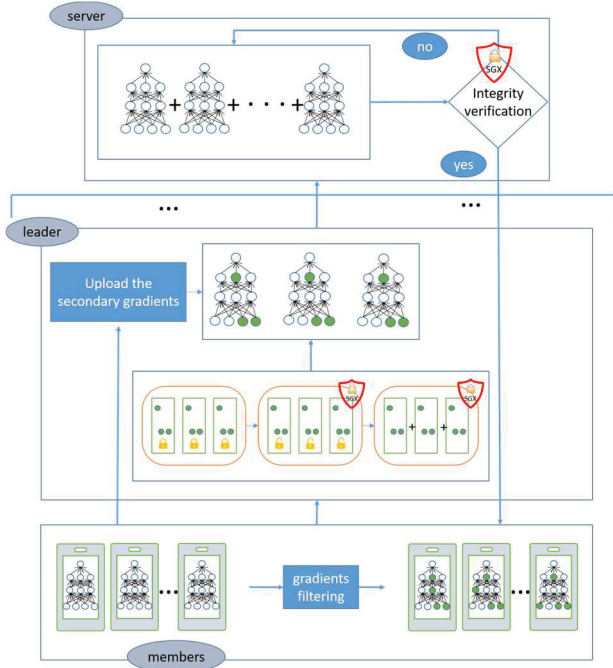 server
no
SGX
Integrity
verification
yes
...
...
leader
Upload the
secondary gradients
SGX
SGX
gradients
filtering
members